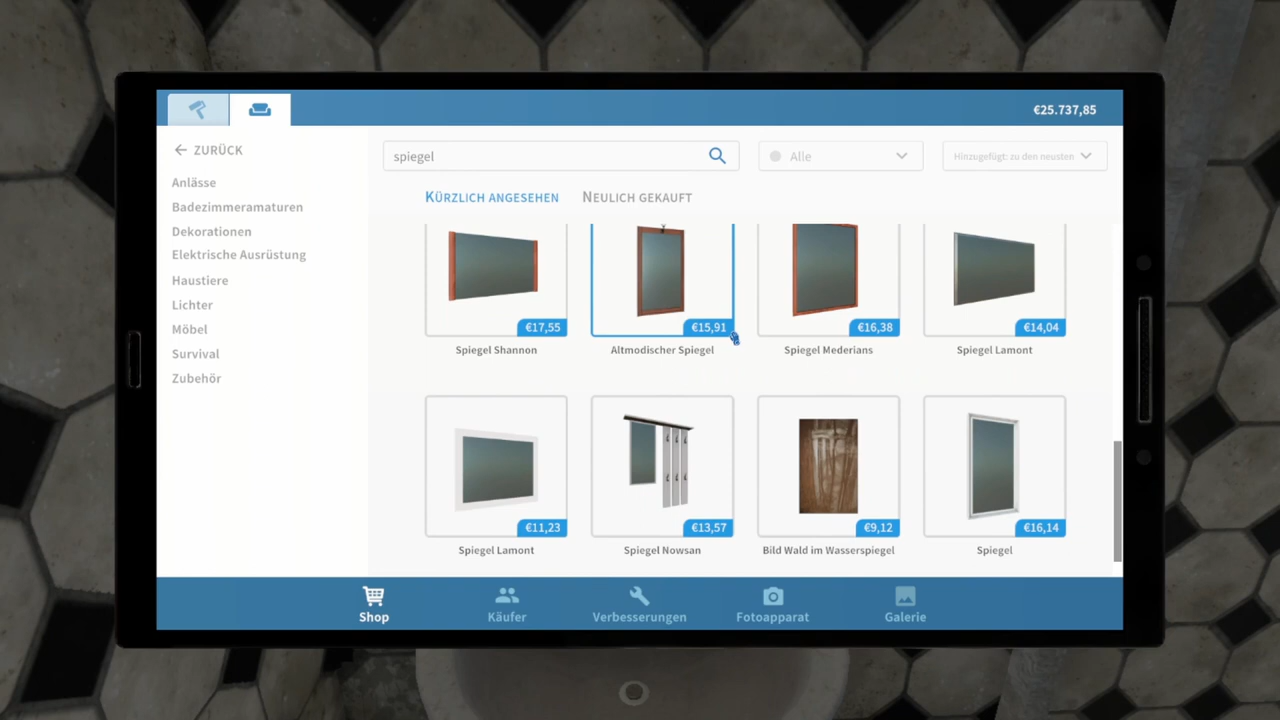 €25.737,85
ZURÜCK
spiegel
Alle
Hinzugefügt: zu den neusten
Anlässe
Badezimmeramaturen
Dekorationen
Elektrische Ausrüstung
Haustiere
Lichter
Möbel
Survival
Zubehör
KÜRZLICH ANGESEHEN
NEULICH GEKAUFT
€17,55
€15,91
€16,38
€14,04
Spiegel Shannon
Altmodischer Spiegel
Spiegel Mederians
Spiegel Lamont
€11,23
€13,57
€9,12
€16,14
Spiegel Lamont
Spiegel Nowsan
Bild Wald im Wasserspiegel
Spiegel
Shop
Käufer
Verbesserungen
Fotoapparat
Galerie